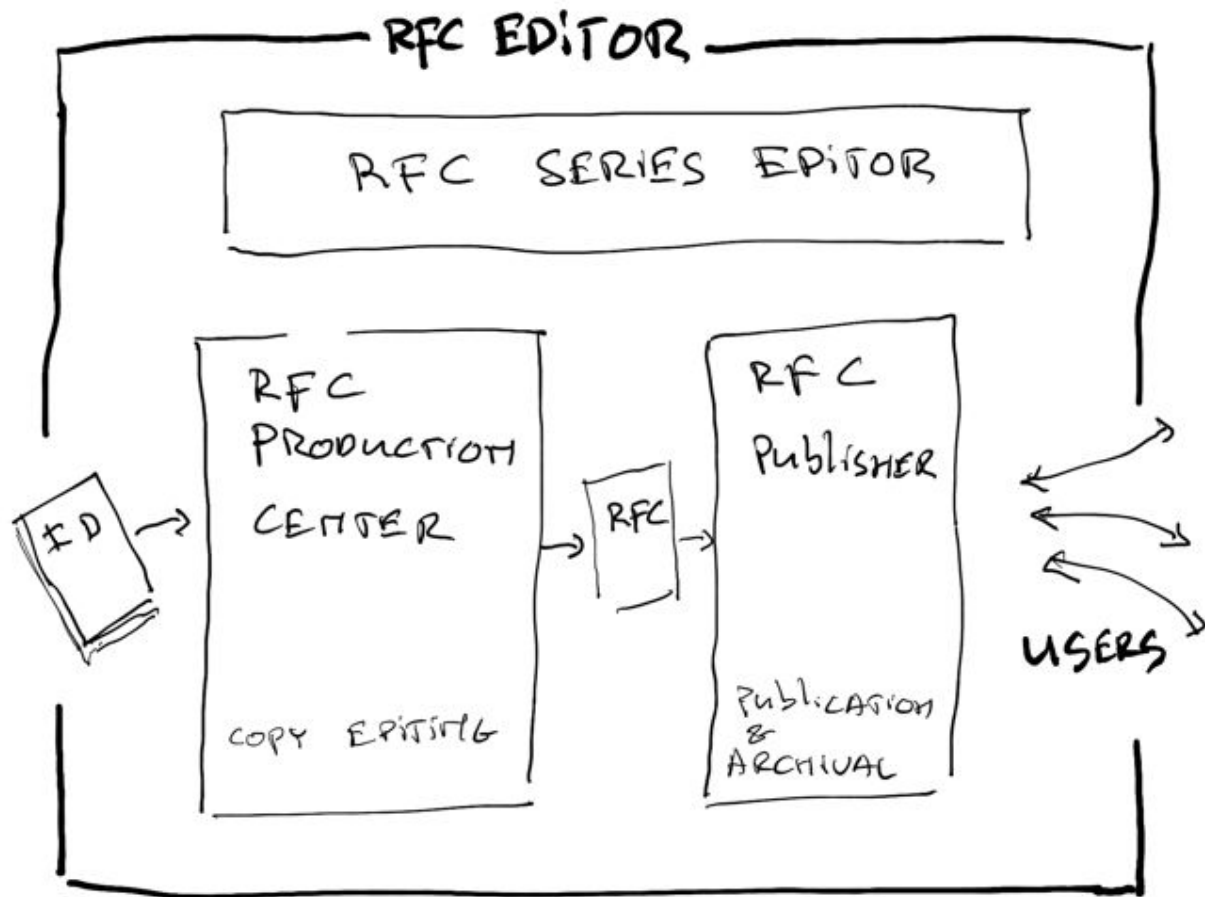 RFC EDITOR
RFC SERIES EDITOR
RFC
PRODUCTION
CENTER
COPY EDITING
ID
RFC
RFC
PUBLISHER
PUBLICATION
&
ARCHIVAL
USERS